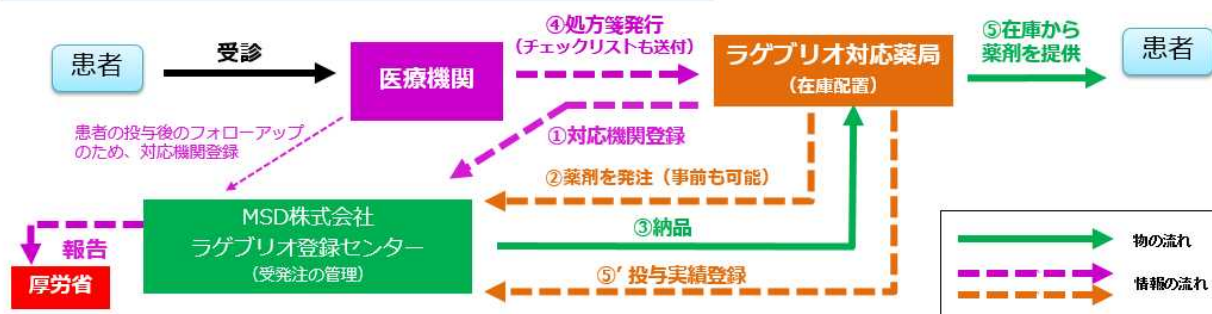 患者
受診
医療機関
④処方箋発行
(チェックリストも送付)
ラゲブリオ対応薬局
(在庫配置)
⑤在庫から
薬剤を提供
患者
患者の投与後のフォローアップ
のため、対応機関登録
①対応機関登録
②薬剤を発注（事前も可能）
MSD株式会社
ラゲブリオ登録センター
(受発注の管理)
③納品
⑤’投与実績登録
報告
厚労省
物の流れ
情報の流れ